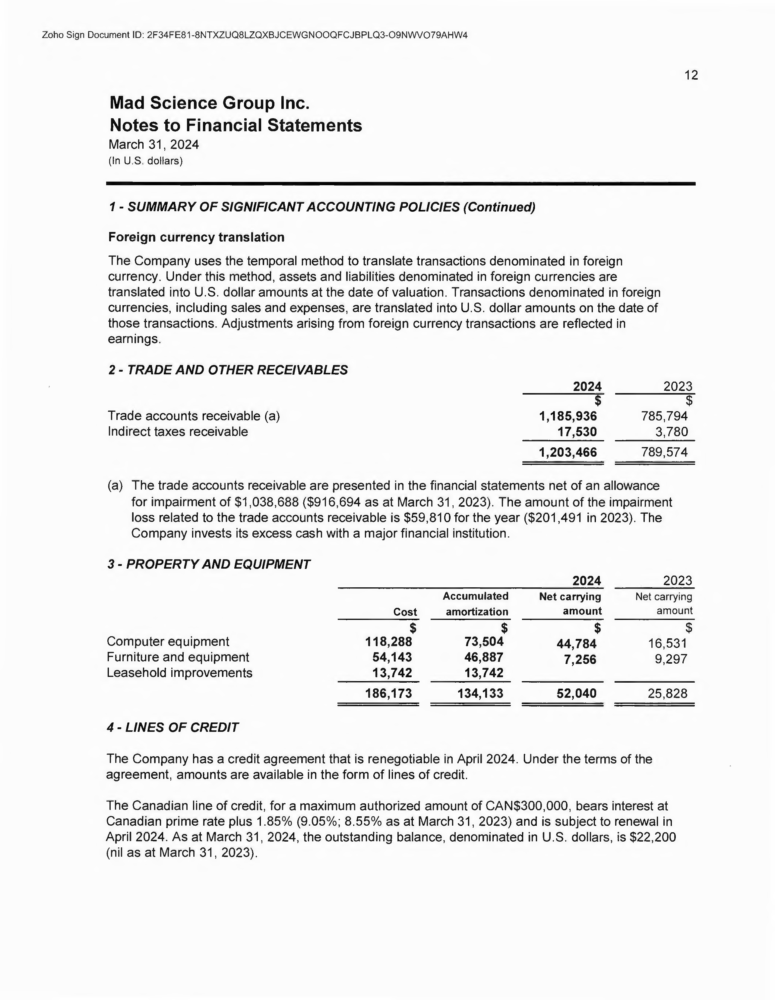 Zoho Sign Document ID: 2F34FE81-8NTXZUQ8LZQXBJCEWGNOOQFCJBPLQ3-O9NWVO79AHW4
12
Mad Science Group Inc.
Notes to Financial Statements
March 31, 2024
(In U.S. dollars)
1 - SUMMARY OF SIGNIFICANT ACCOUNTING POLICIES (Continued)
Foreign currency translation
The Company uses the temporal method to translate transactions denominated in foreign
currency. Under this method, assets and liabilities denominated in foreign currencies are
translated into U.S. dollar amounts at the date of valuation. Transactions denominated in foreign
currencies, including sales and expenses, are translated into U.S. dollar amounts on the date of
those transactions. Adjustments arising from foreign currency transactions are reflected in
earnings.
2 - TRADE AND OTHER RECEIVABLES
2024 2023
$ $
Trade accounts receivable (a) 1,185,936 785,794
Indirect taxes receivable 17,530 3,780
1,203,466 789,574
(a) The trade accounts receivable are presented in the financial statements net of an allowance
for impairment of $1,038,688 ($916,694 as at March 31, 2023). The amount of the impairment
loss related to the trade accounts receivable is $59,810 for the year ($201,491 in 2023). The
Company invests its excess cash with a major financial institution.
3 - PROPERTY AND EQUIPMENT
2024 2023
Accumulated Net carrying Net carrying
Cost amortization amount amount
$ $ $ $
Computer equipment 118,288 73,504 44,784 16,531
Furniture and equipment 54,143 46,887 7,256 9,297
Leasehold improvements 13,742 13,742
186,173 134,133 52,040 25,828
4 - LINES OF CREDIT
The Company has a credit agreement that is renegotiable in April 2024. Under the terms of the
agreement, amounts are available in the form of lines of credit.
The Canadian line of credit, for a maximum authorized amount of CAN$300,000, bears interest at
Canadian prime rate plus 1.85% (9.05%; 8.55% as at March 31, 2023) and is subject to renewal in
April 2024. As at March 31, 2024, the outstanding balance, denominated in U.S. dollars, is $22,200
(nil as at March 31, 2023).